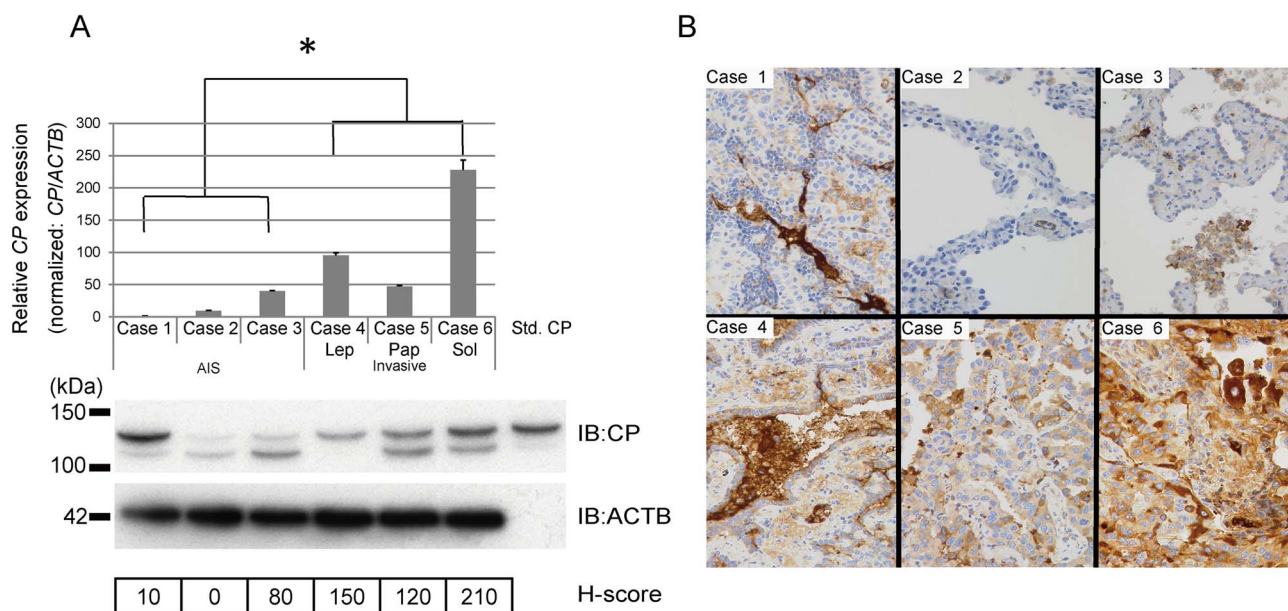 A
*
Relative CP expression
(normalized: CP/ACTB)
300
250
200
150
100
50
0
Case 1 Case 2 Case 3 Case 4 Case 5 Case 6 Std. CP
Lep Pap Sol
AIS Invasive
(kDa)
150
100
IB:CP
42
IB:ACTB
10 0 80 150 120 210 H-score
B
Case 1 Case 2 Case 3
Case 4 Case 5 Case 6